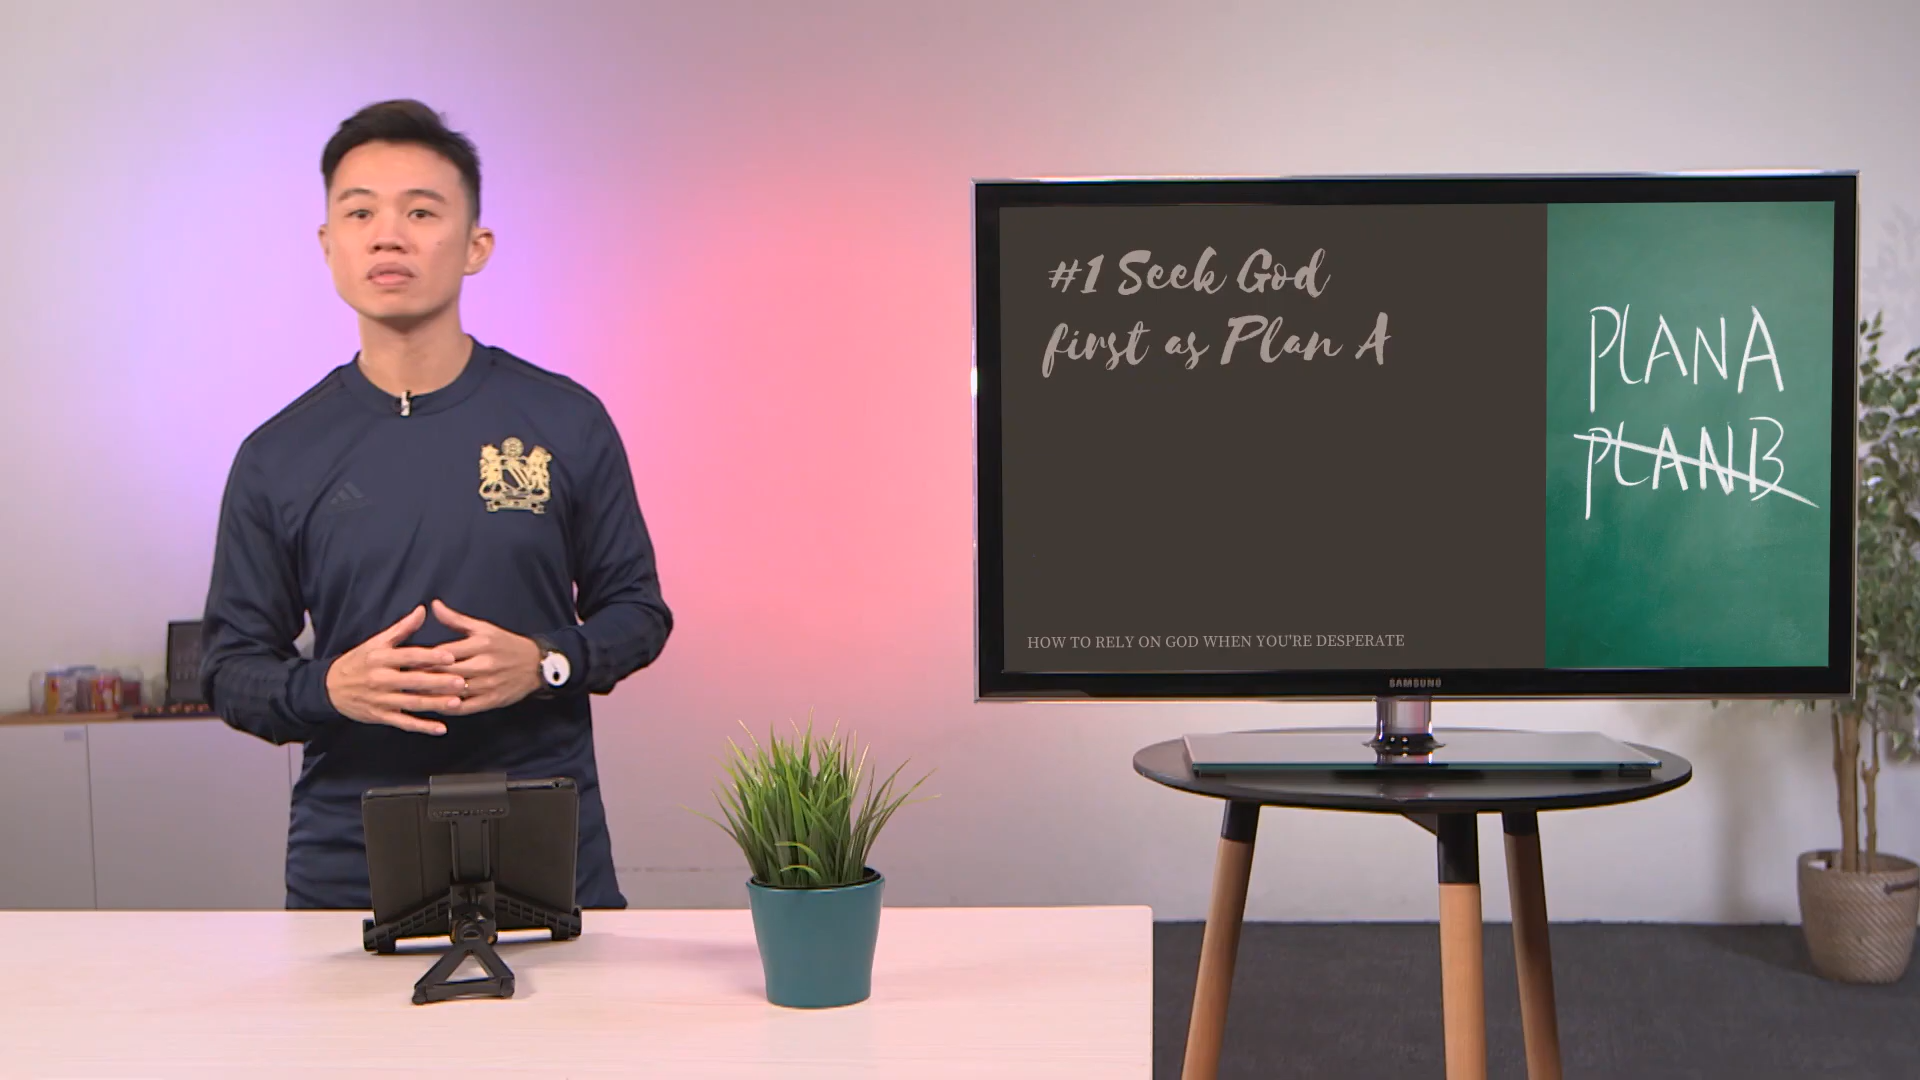 #1 Seek God
first as Plan A
PLAN A
PLAN B
HOW TO RELY ON GOD WHEN YOU'RE DESPERATE
SAMSUNG